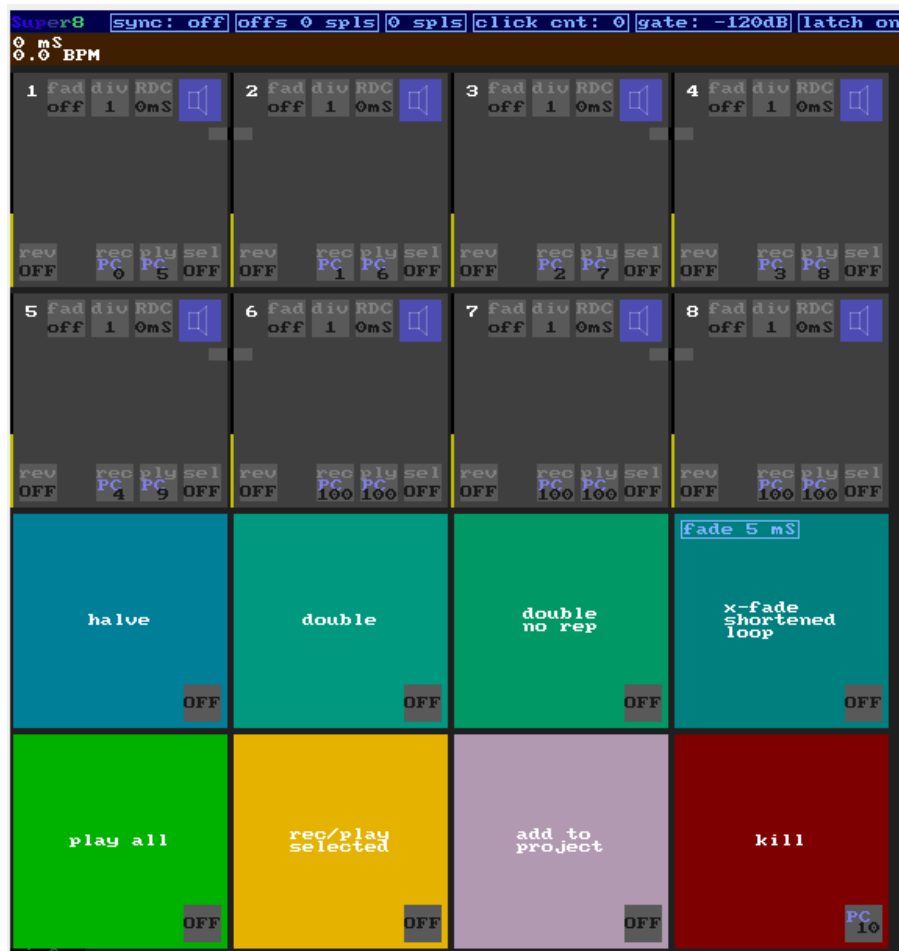 Super8 sync: off offs 0 spls 0 spls click cnt: 0 gate: -120dB latch on
0 mS
0.0 BPM
1 fad div RDC 2 fad div RDC 3 fad div RDC 4 fad div RDC
off 1 0mS off 1 0mS off 1 0mS off 1 0mS
rev rec ply sel rev rec ply sel rev rec ply sel rev rec ply sel
OFF PC 0 PC 5 OFF OFF PC 1 PC 6 OFF OFF PC 2 PC 7 OFF OFF PC 3 PC 8 OFF
5 fad div RDC 6 fad div RDC 7 fad div RDC 8 fad div RDC
off 1 0mS off 1 0mS off 1 0mS off 1 0mS
rev rec ply sel rev rec ply sel rev rec ply sel rev rec ply sel
OFF PC 4 PC 9 OFF OFF PC 100 PC 100 OFF OFF PC 100 PC 100 OFF OFF PC 100 PC 100 OFF
halve
OFF
double
OFF
double
no rep
OFF
fade 5 mS
x-fade
shortened
loop
OFF
play all
OFF
rec/play
selected
OFF
add to
project
OFF
kill
PC 10